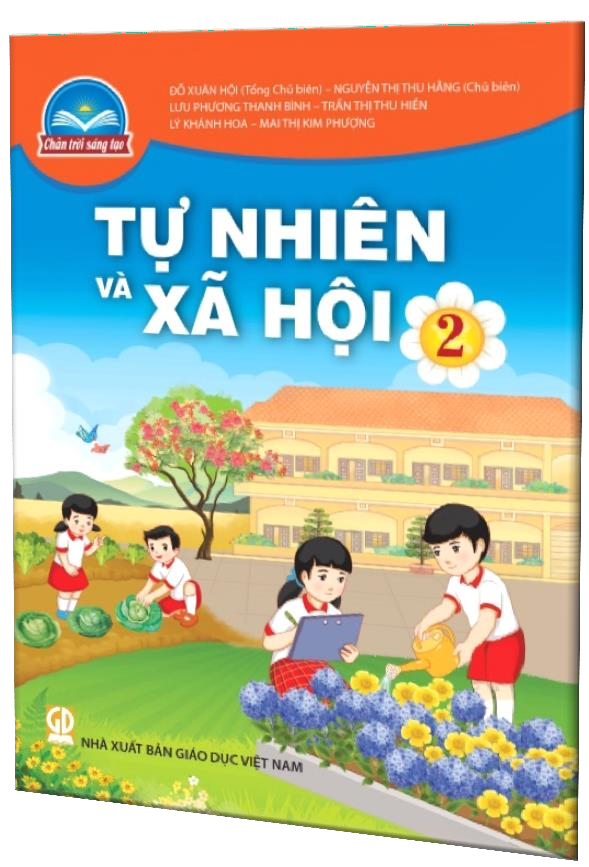 ĐỖ XUÂN HỘI (Tổng Chủ biên) – NGUYỄN THỊ THU HẰNG (Chủ biên)
LƯU PHƯƠNG THANH BÌNH – TRẦN THỊ THU HIỀN
LÝ KHÁNH HOA – MAI THỊ KIM PHƯỢNG
Chân trời sáng tạo
TỰ NHIÊN
VÀ XÃ HỘI 2
GD
NHÀ XUẤT BẢN GIÁO DỤC VIỆT NAM